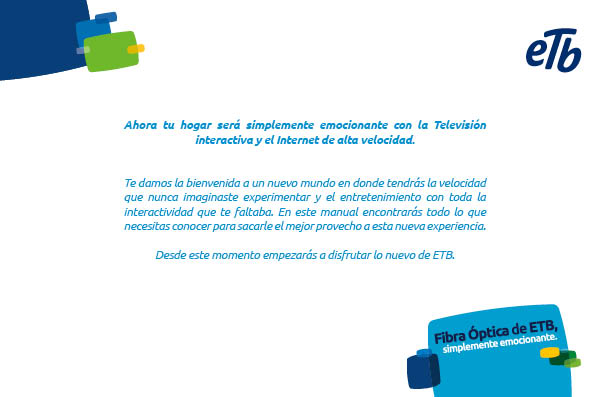 eTb
Ahora tu hogar será simplemente emocionante con la Televisión
interactiva y el Internet de alta velocidad.
Te damos la bienvenida a un nuevo mundo en donde tendrás la velocidad
que nunca imaginaste experimentar y el entretenimiento con toda la
interactividad que te faltaba. En este manual encontrarás todo lo que
necesitas conocer para sacarle el mejor provecho a esta nueva experiencia.
Desde este momento empezarás a disfrutar lo nuevo de ETB.
Fibra Óptica de ETB,
simplemente emocionante.